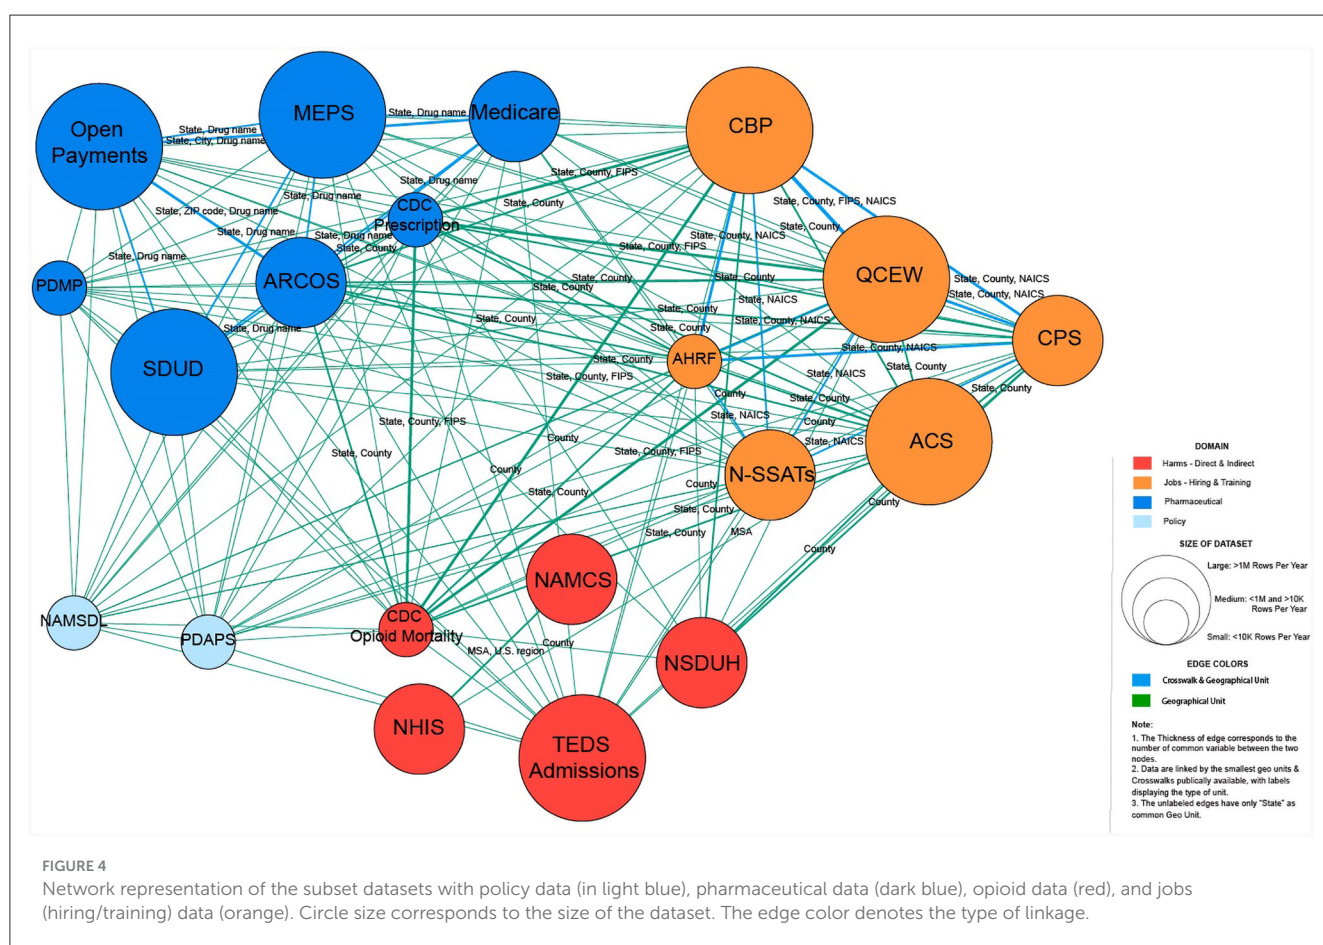 Open
Payments
MEPS
Medicare
CBP
State, Drug name
State, Drug name
State, City, Drug name
State, County, FIPS
State, Drug name
CDC
Prescription
State, Drug name
State, County
State, County, FIPS, NAICS
State, ZIP code, Drug name
State, Drug name
State, Drug name
State, County
State, County, NAICS
State, County
State, County, FIPS
State, Drug name
PDMP
ARCOS
QCEW
State, County
State, County
State, County
State, County, NAICS
State, County, NAICS
State, NAICS
State, County
State, County
State, County, NAICS
State, Drug name
State, County
CPS
SDUD
AHRF
State, County
State, County, NAICS
State, County, FIPS
State, County
State, NAICS
State, County
County
State, County
State, County, FIPS
State, NAICS
County
State, County
County
State, County, FIPS
State, NAICS
ACS
N-SSATs
County
State, County
County
County
State, County
State, County
MSA
County
NAMCS
NAMSDL
PDAPS
CDC
Opioid Mortality
County
MSA, U.S. region
NSDUH
NHIS
TEDS
Admissions
DOMAIN
Harms - Direct & Indirect
Jobs - Hiring & Training
Pharmaceutical
Policy
SIZE OF DATASET
Large: >1M Rows Per Year
Medium: <1M and >10K
Rows Per Year
Small: <10K Rows Per Year
EDGE COLORS
Crosswalk & Geographical Unit
Geographical Unit
Note:
1. The Thickness of edge corresponds to the
number of common variable between the two
nodes.
2. Data are linked by the smallest geo units &
Crosswalks publically available, with labels
displaying the type of unit.
3. The unlabeled edges have only "State" as
common Geo Unit.
FIGURE 4
Network representation of the subset datasets with policy data (in light blue), pharmaceutical data (dark blue), opioid data (red), and jobs
(hiring/training) data (orange). Circle size corresponds to the size of the dataset. The edge color denotes the type of linkage.